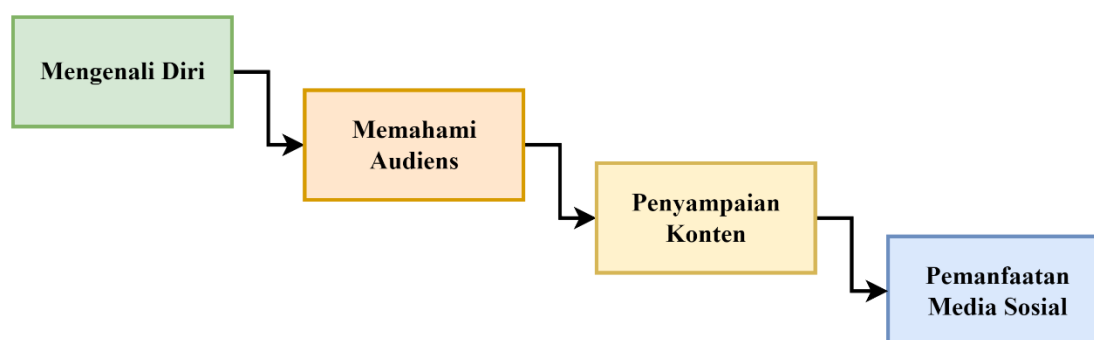 Mengenali Diri
Memahami
Audiens
Penyampaian
Konten
Pemanfaatan
Media Sosial